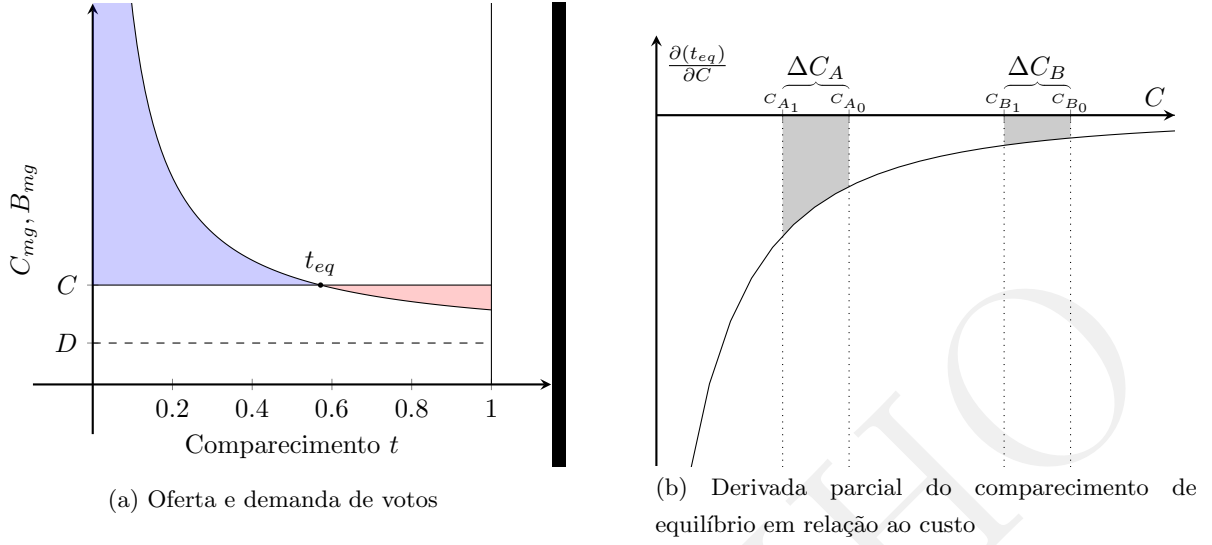 C_{mg}, B_{mg}
t_{eq}
C
D
0.2 0.4 0.6 0.8 1
Comparecimento t
(a) Oferta e demanda de votos
∂(t_{eq})
∂C
ΔC_A ΔC_B
C_{A_1} C_{A_0} C_{B_1} C_{B_0} C
(b) Derivada parcial do comparecimento de
equilíbrio em relação ao custo
HO